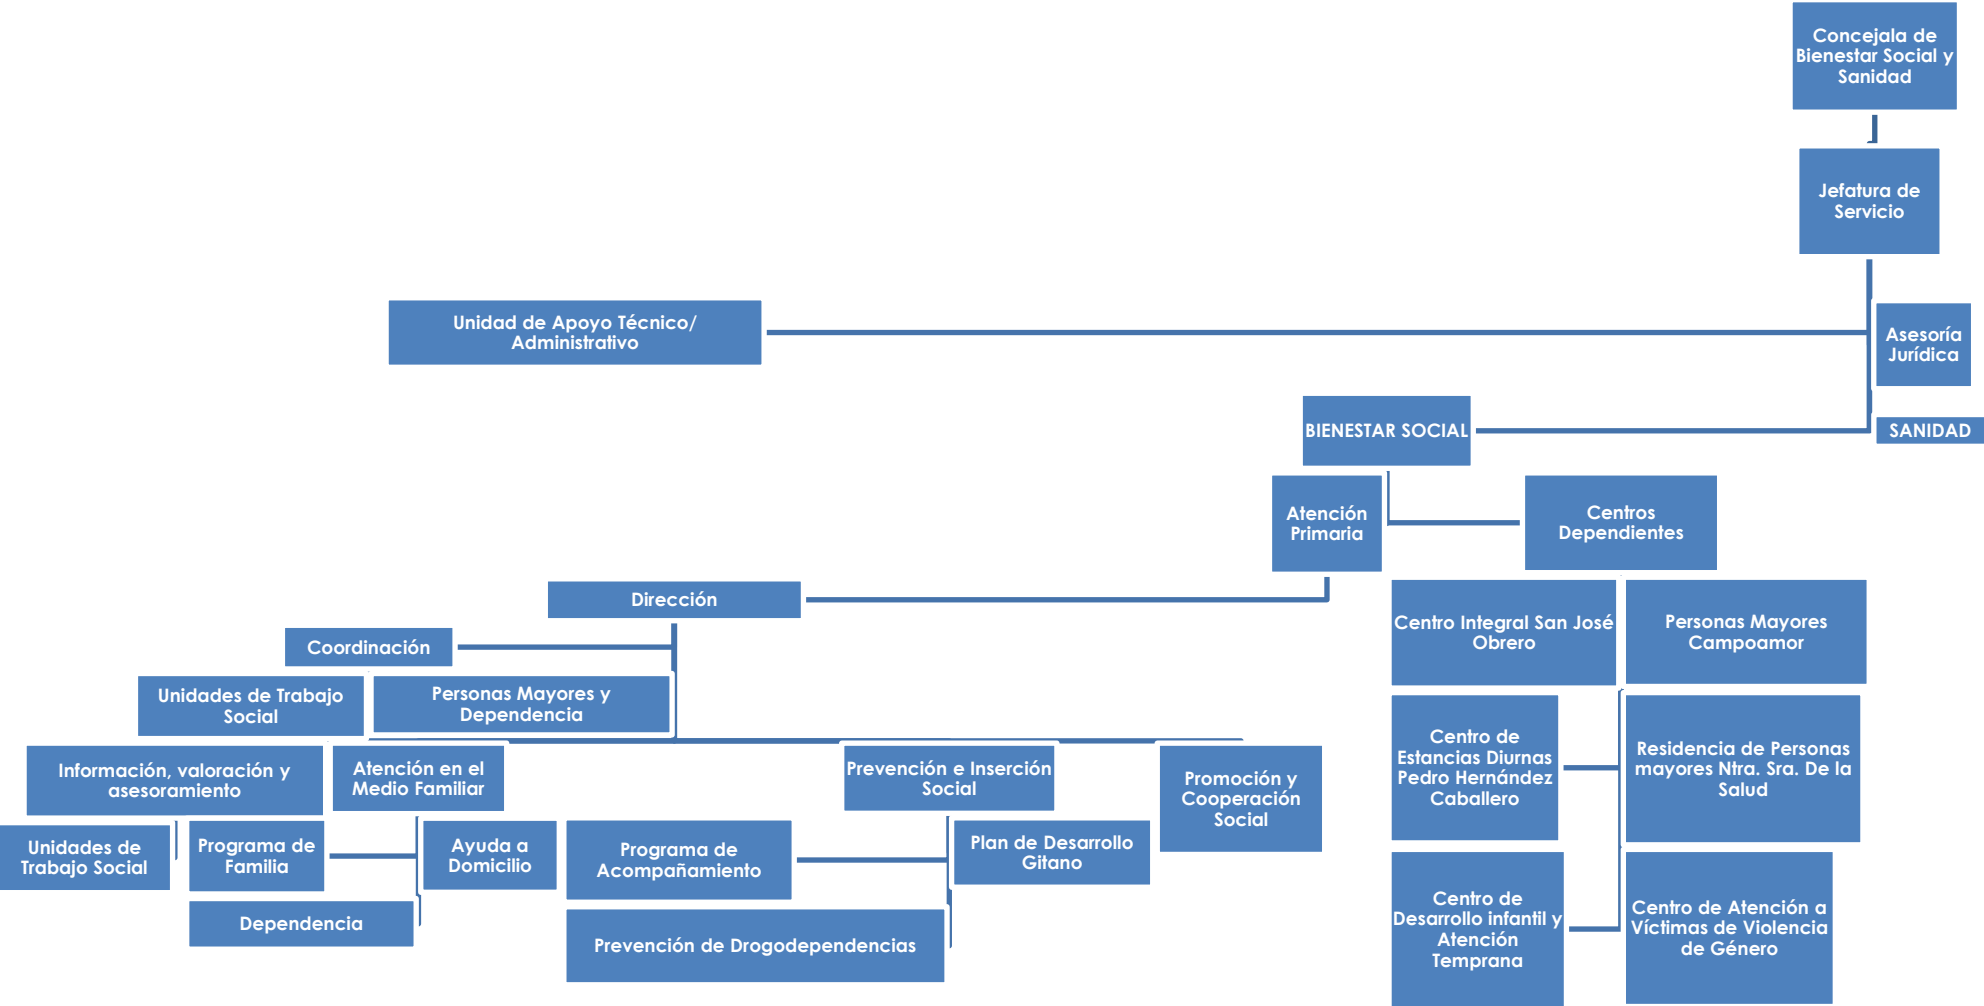 Concejala de
Bienestar Social y
Sanidad
Jefatura de
Servicio
Unidad de Apoyo Técnico/
Administrativo
Asesoría
Jurídica
BIENESTAR SOCIAL
SANIDAD
Atención
Primaria
Centros
Dependientes
Dirección
Coordinación
Unidades de Trabajo
Social
Personas Mayores y
Dependencia
Información, valoración y
asesoramiento
Atención en el
Medio Familiar
Prevención e Inserción
Social
Promoción y
Cooperación
Social
Unidades de
Trabajo Social
Programa de
Familia
Ayuda a
Domicilio
Dependencia
Programa de
Acompañamiento
Plan de Desarrollo
Gitano
Prevención de Drogodependencias
Centro Integral San José
Obrero
Personas Mayores
Campoamor
Centro de
Estancias Diurnas
Pedro Hernández
Caballero
Residencia de Personas
mayores Ntra. Sra. De la
Salud
Centro de
Desarrollo infantil y
Atención
Temprana
Centro de Atención a
Víctimas de Violencia
de Género